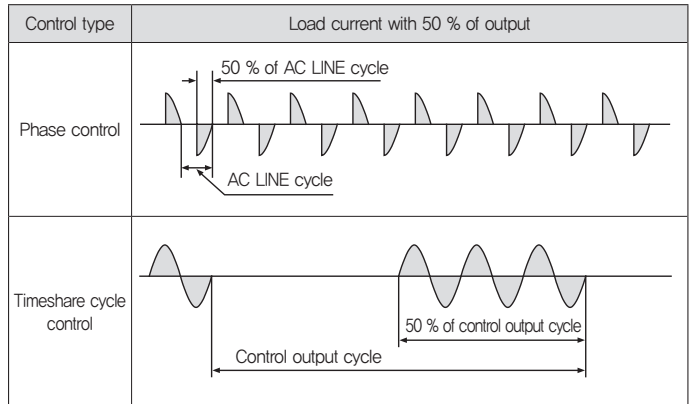 Control type
Load current with 50 % of output
Phase control
50 % of AC LINE cycle
AC LINE cycle
Timeshare cycle
control
50 % of control output cycle
Control output cycle